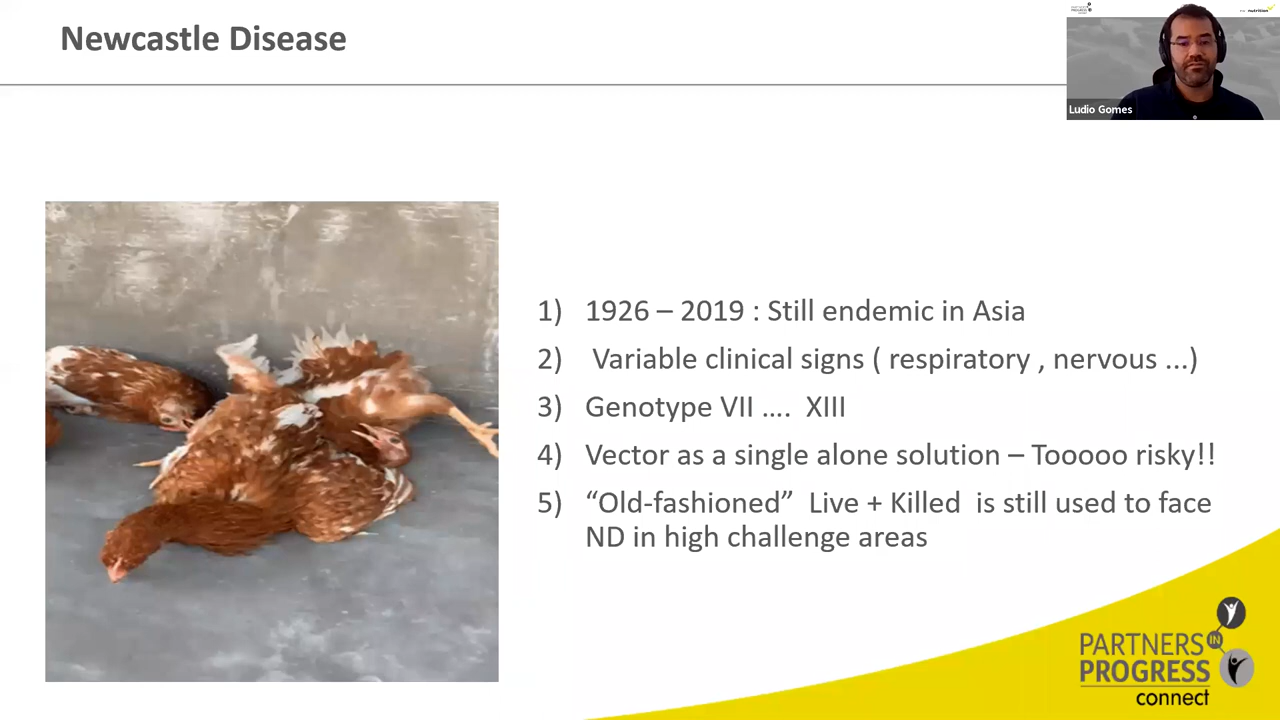 Newcastle Disease
nutrition
Ludio Gomes
1) 1926 – 2019 : Still endemic in Asia
2) Variable clinical signs ( respiratory , nervous ...)
3) Genotype VII .... XIII
4) Vector as a single alone solution – Tooooo risky!!
5) “Old-fashioned” Live + Killed is still used to face
ND in high challenge areas
PARTNERS
IN
PROGRESS
connect